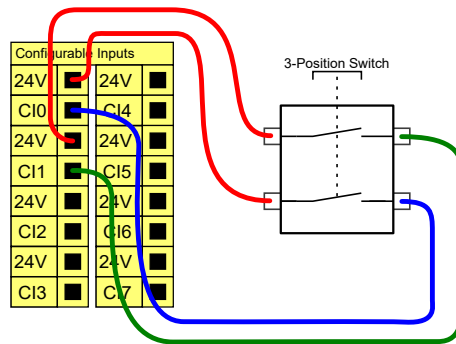 Configurable Inputs
24V 24V
CI0 CI4
24V 24V
CI1 CI5
24V 24V
CI2 CI6
24V 24V
CI3 CI7
3-Position Switch